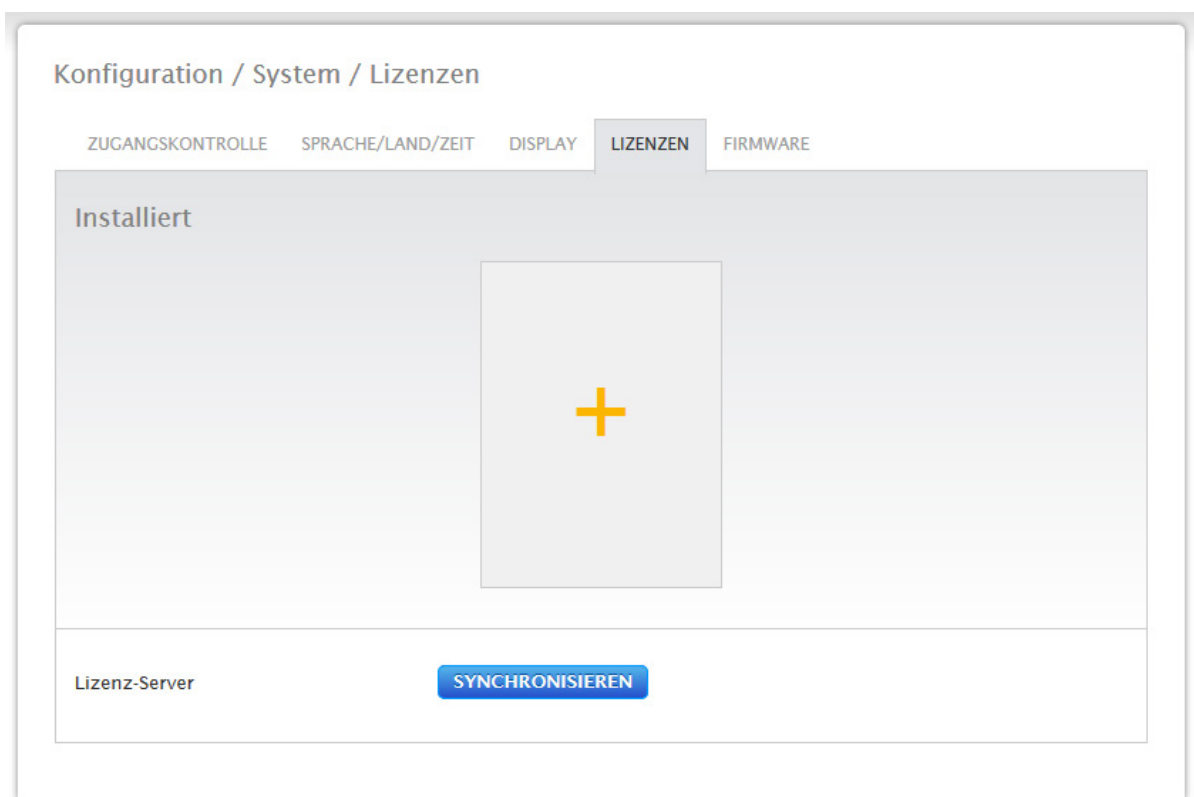 Konfiguration / System / Lizenzen
ZUGANGSKONTROLLE SPRACHE/LAND/ZEIT DISPLAY LIZENZEN FIRMWARE
Installiert
+
Lizenz-Server SYNCHRONISIEREN